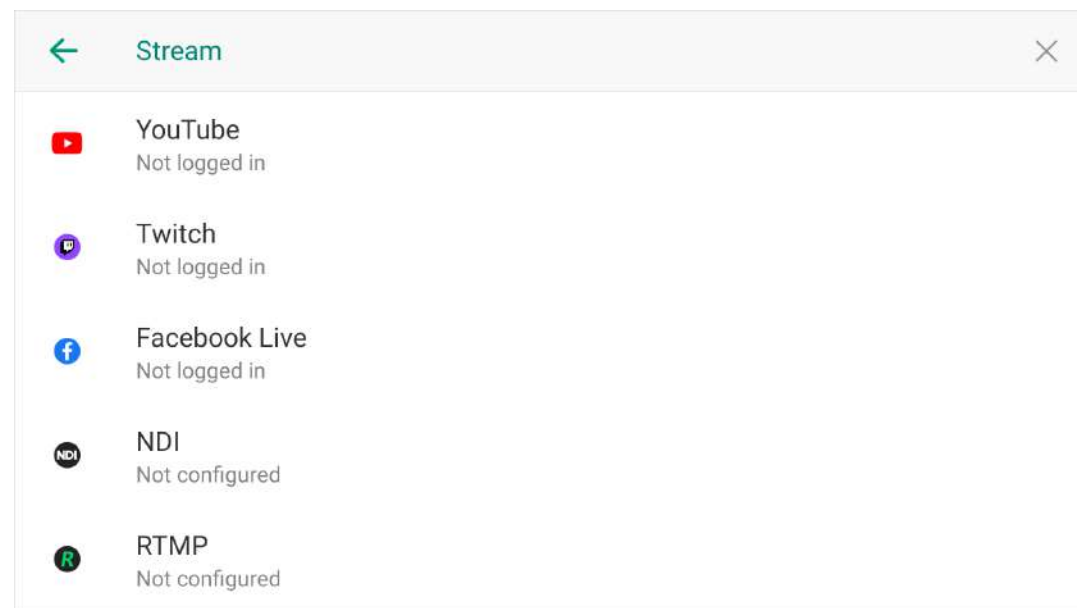 Stream
YouTube
Not logged in
Twitch
Not logged in
Facebook Live
Not logged in
NDI
NDI
Not configured
R
RTMP
Not configured